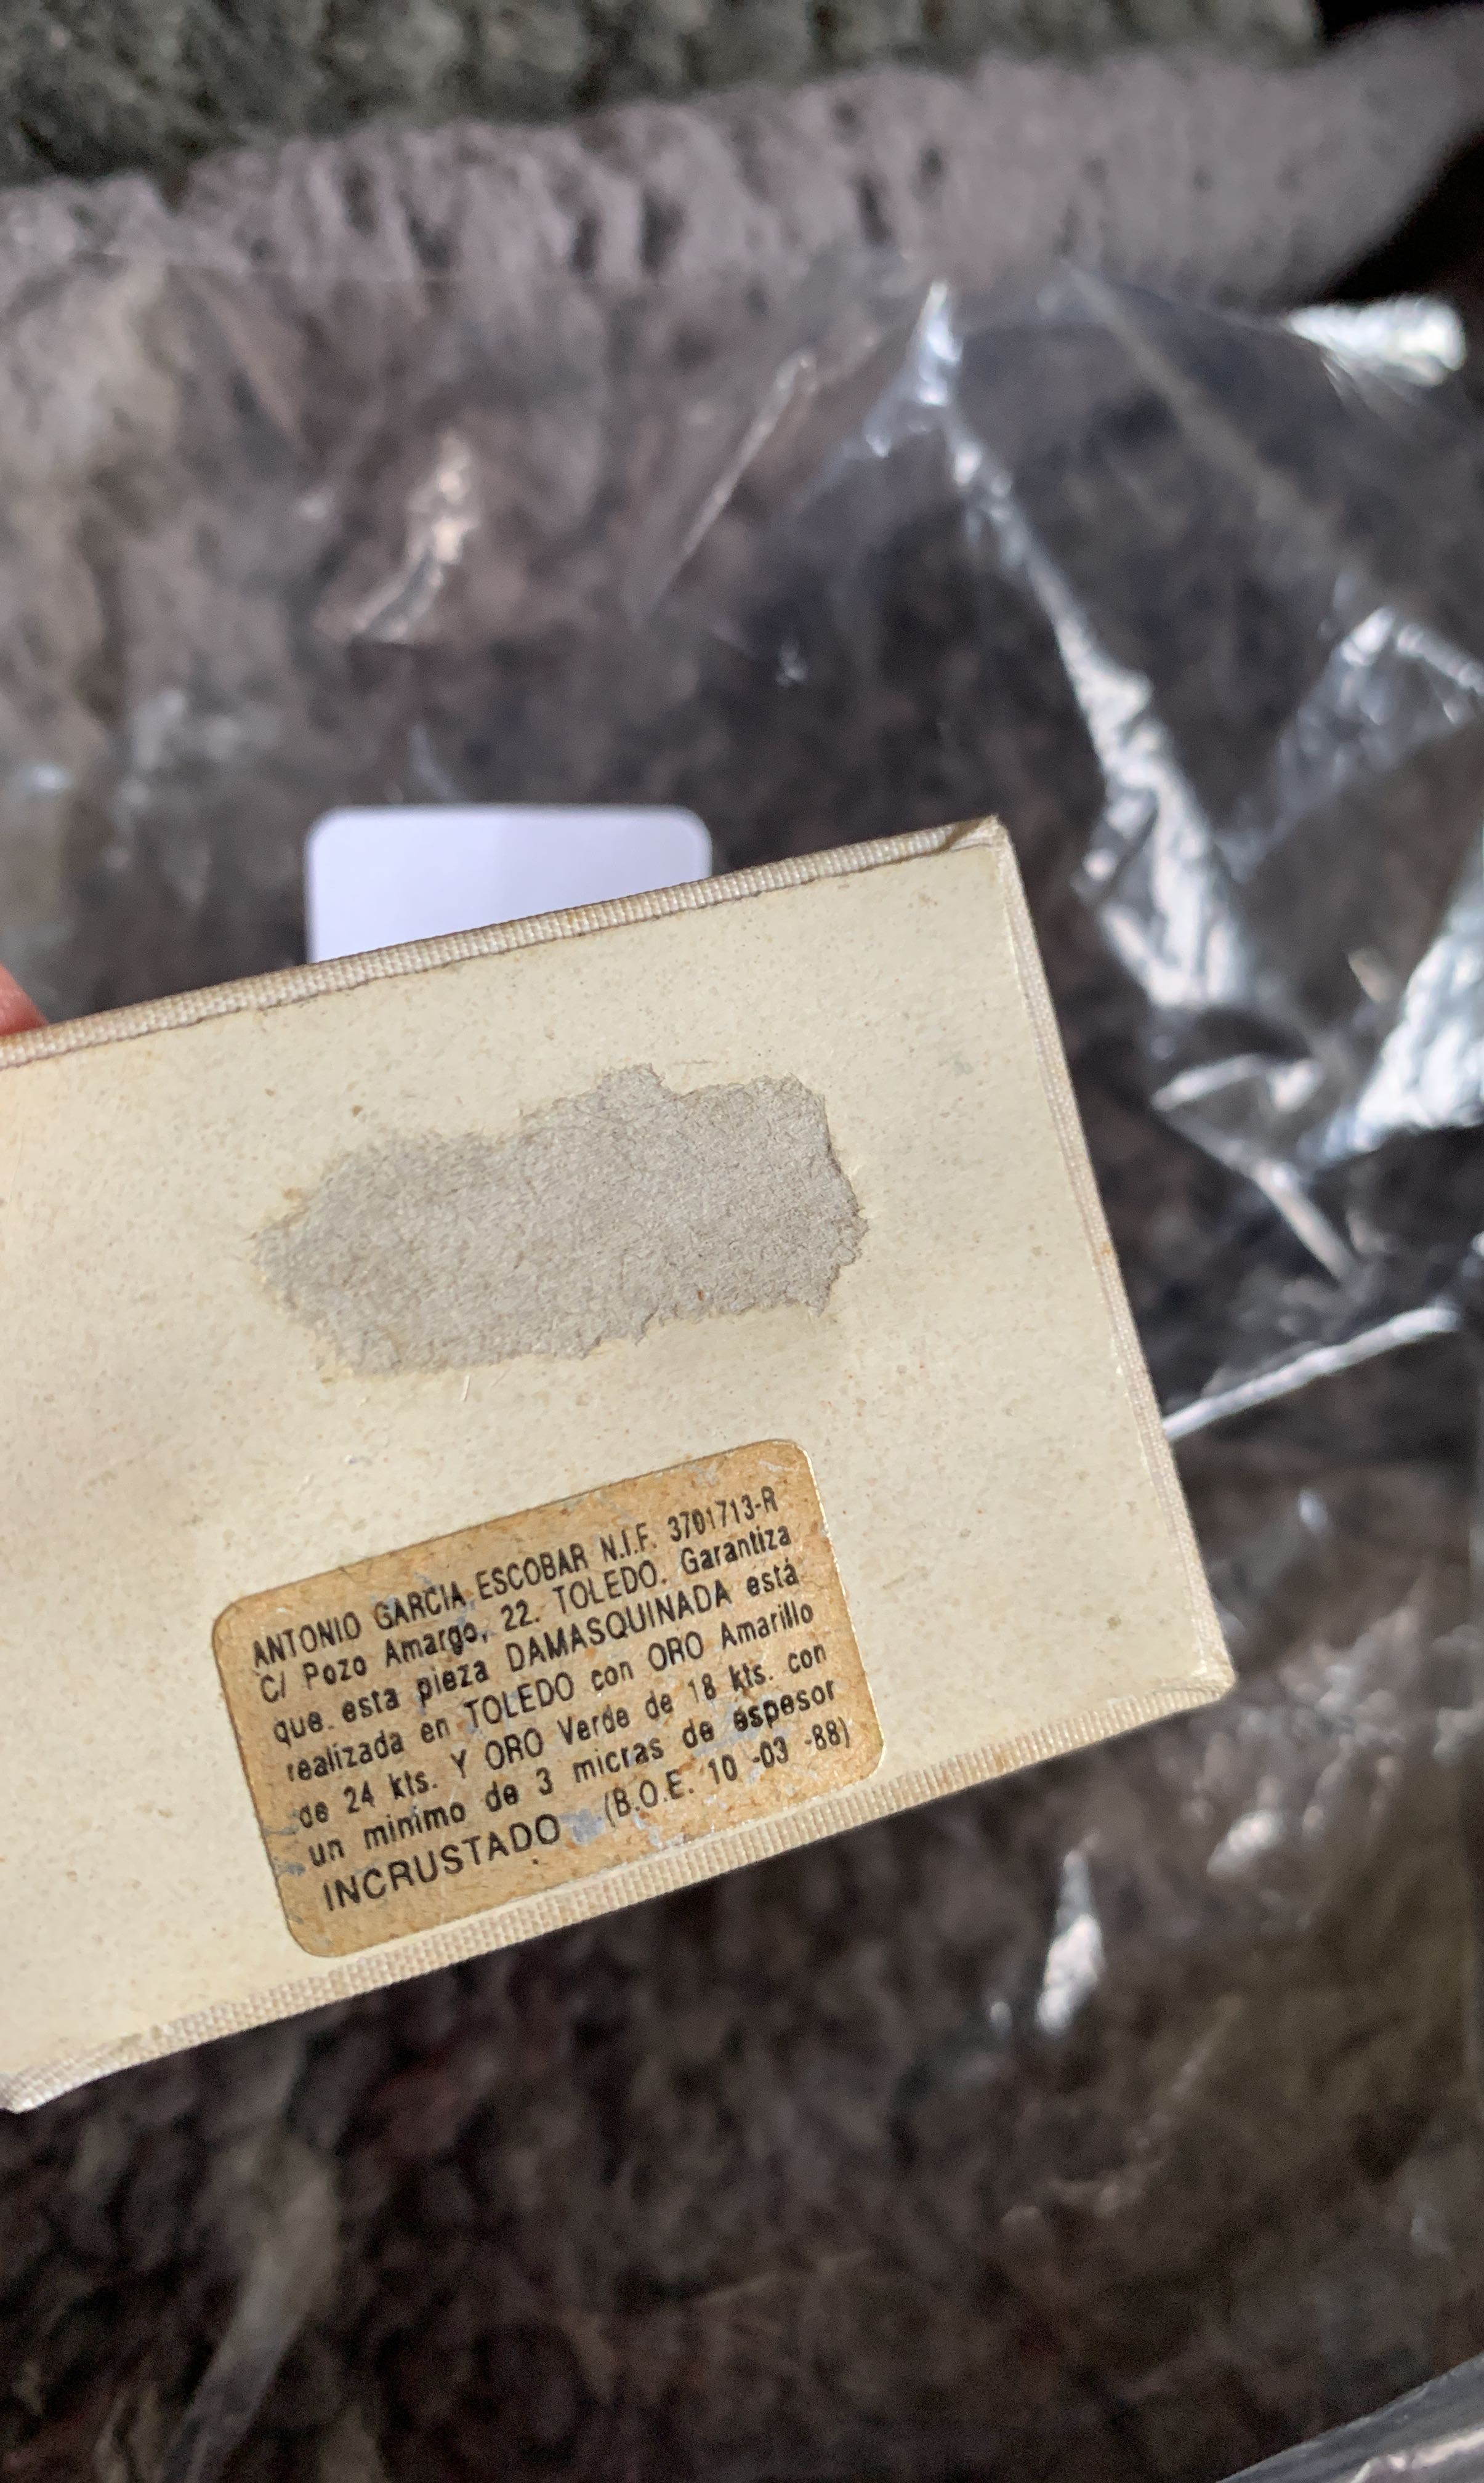 ANTONIO GARCIA ESCOBAR N.I.F. 3701713-R
C/ Pozo Amargo, 22. TOLEDO. Garantiza
que esta pieza DAMASQUINADA está
realizada en TOLEDO con ORO Amarillo
de 24 kts. Y ORO Verde de 18 kts. con
un minimo de 3 micras de espesor
INCRUSTADO (B.O.E. 10 -03 -88)